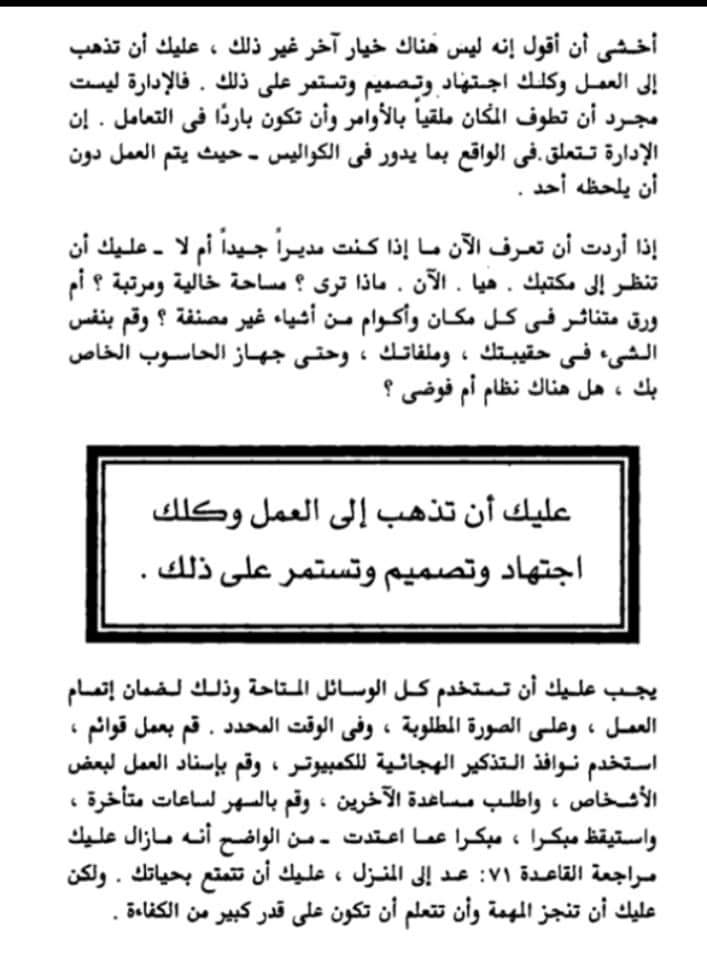 أخشى أن أقول إنه ليس هناك خيار آخر غير ذلك ، عليك أن تذهب
إلى العمل وكلك اجتهاد وتصميم وتستمر على ذلك . فالإدارة ليست
مجرد أن تطوف المكان ملقياً بالأوامر وأن تكون باردًا فى التعامل . إن
الإدارة تتعلق فى الواقع بما يدور فى الكواليس ـ حيث يتم العمل دون
أن يلحظه أحد .
إذا أردت أن تعرف الآن ما إذا كنت مديراً جيداً أم لا ـ عليك أن
تنظر إلى مكتبك . هيا . الآن . ماذا ترى ؟ مساحة خالية ومرتبة ؟ أم
ورق متناثر فى كل مكان وأكوام من أشياء غير مصنفة ؟ وقم بنفس
الشىء فى حقيبتك ، وملفاتك ، وحتى جهاز الحاسوب الخاص
بك ، هل هناك نظام أم فوضى ؟
عليك أن تذهب إلى العمل وكلك
اجتهاد وتصميم وتستمر على ذلك .
يجب عليك أن تستخدم كل الوسائل المتاحة وذلك لضمان إتمام
العمل ، وعلى الصورة المطلوبة ، وفى الوقت المحدد . قم بعمل قوائم ،
استخدم نوافذ التذكير الهجائية للكمبيوتر ، وقم بإسناد العمل لبعض
الأشخاص ، واطلب مساعدة الآخرين ، وقم بالسهر لساعات متأخرة ،
واستيقظ مبكرا ، مبكرا عما اعتدت ـ من الواضح أنه مازال عليك
مراجعة القاعدة ٧١: عد إلى المنزل ، عليك أن تتمتع بحياتك . ولكن
عليك أن تنجز المهمة وأن تتعلم أن تكون على قدر كبير من الكفاءة .